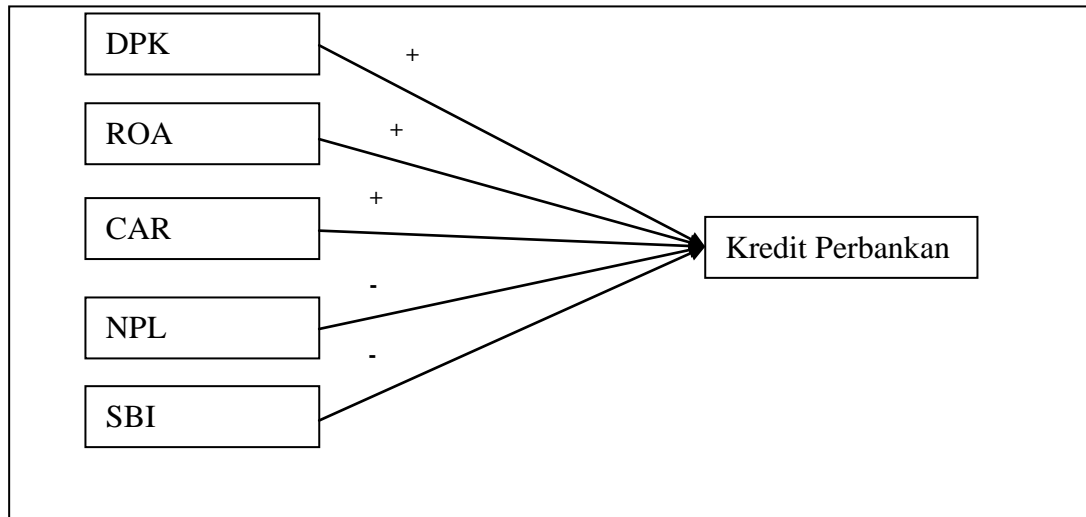 DPK
+
ROA
+
CAR
+
Kredit Perbankan
NPL
-
SBI
-